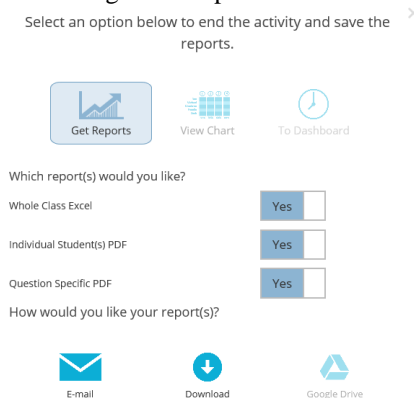 Select an option below to end the activity and save the
reports.
Get Reports
View Chart
To Dashboard
Which report(s) would you like?
Whole Class Excel
Yes
Individual Student(s) PDF
Yes
Question Specific PDF
Yes
How would you like your report(s)?
E-mail
Download
Google Drive